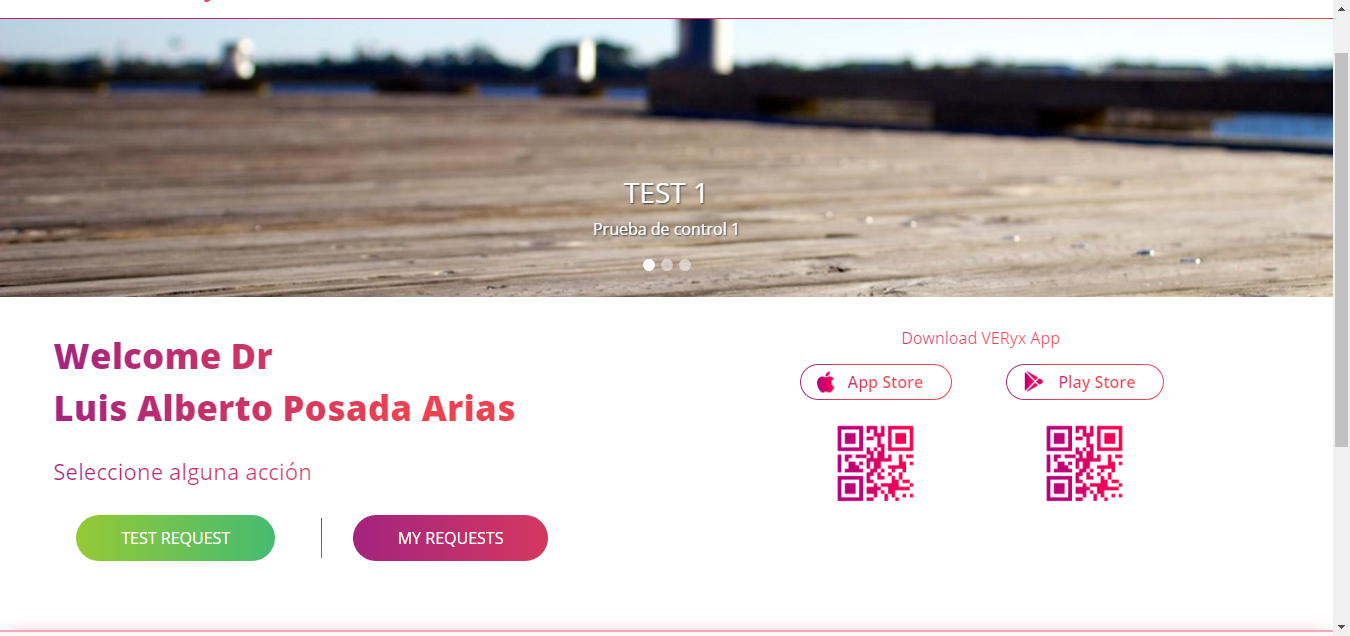 TEST 1
Prueba de control 1
Welcome Dr
Luis Alberto Posada Arias
Seleccione alguna acción
TEST REQUEST
MY REQUESTS
Download VERyx App
App Store
Play Store